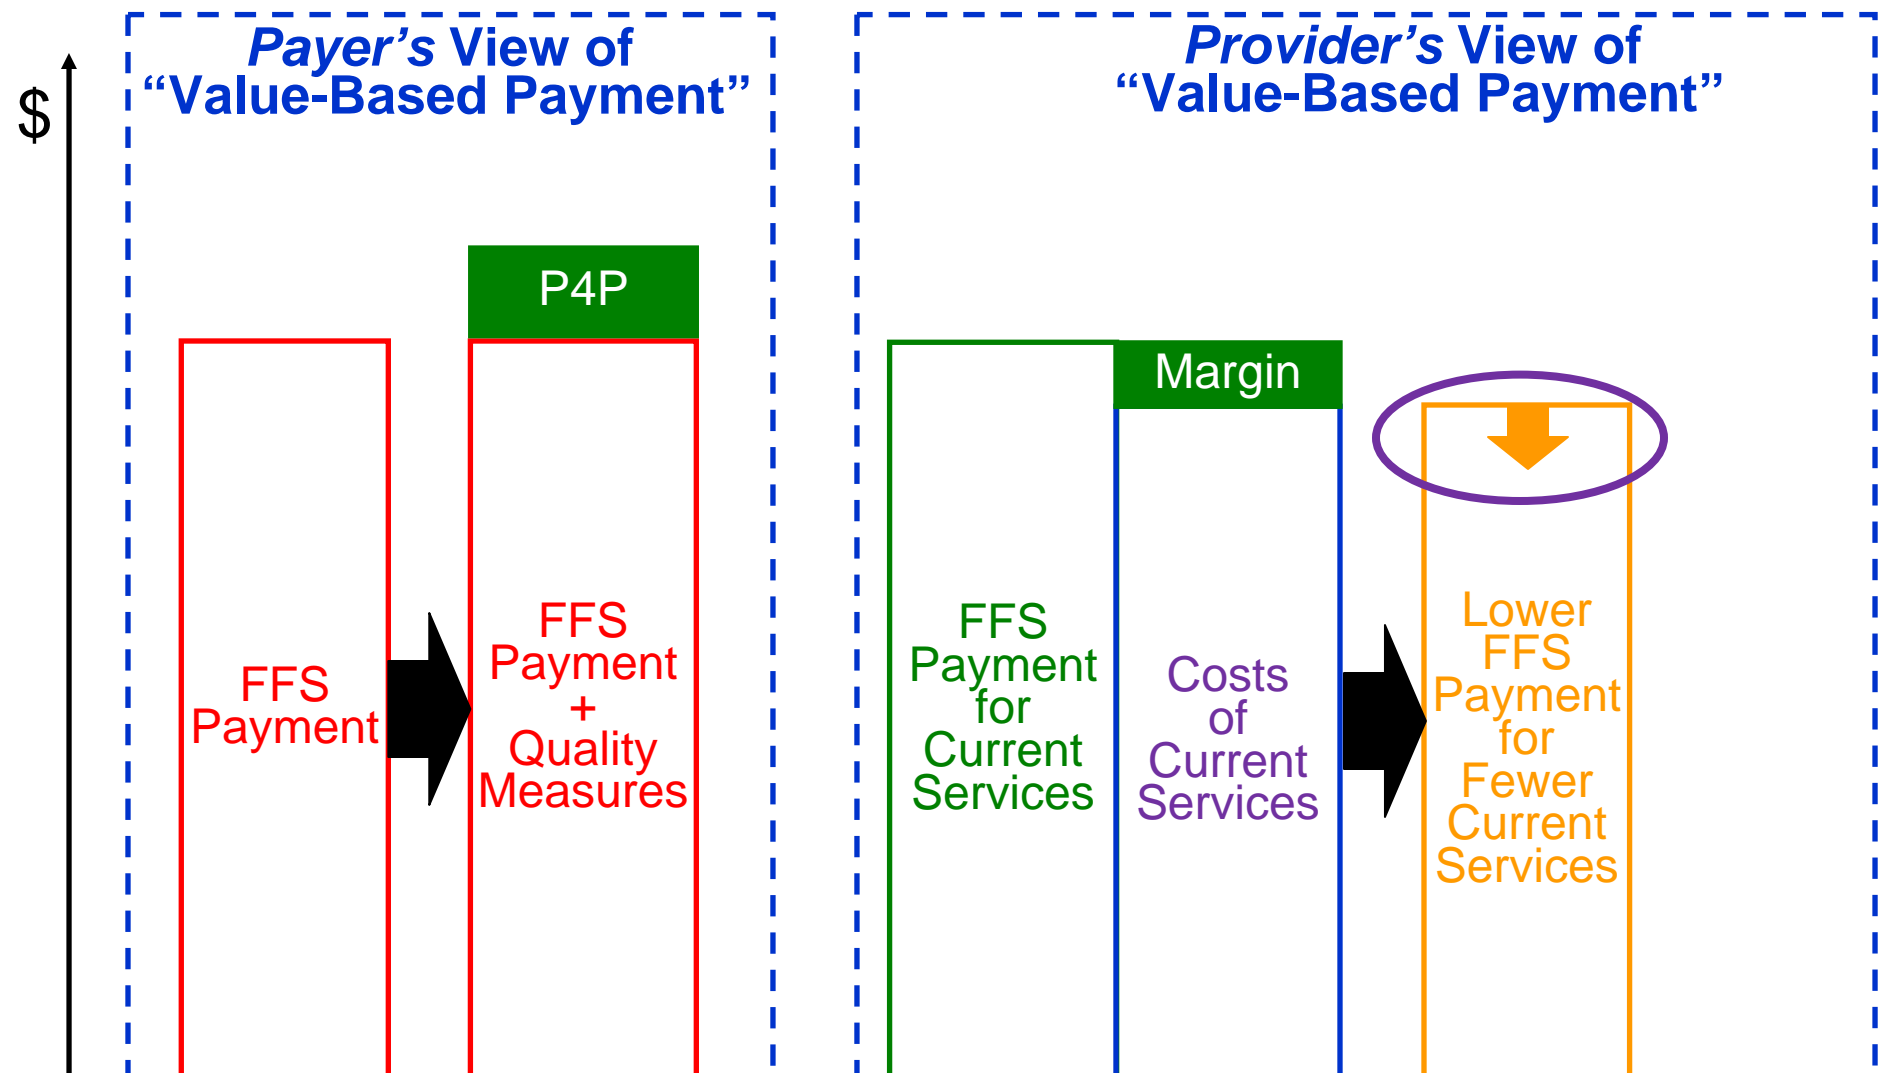 $
Payer’s View of
“Value-Based Payment”
P4P
FFS
Payment
FFS
Payment
+
Quality
Measures
Provider’s View of
“Value-Based Payment”
FFS
Payment
for
Current
Services
Margin
Costs
of
Current
Services
Lower
FFS
Payment
for
Fewer
Current
Services